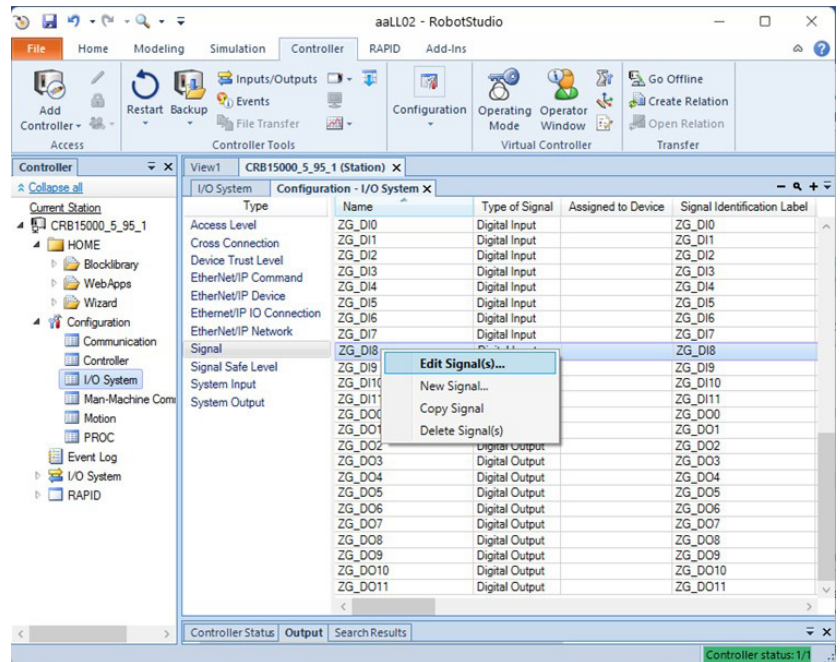 aaLL02 - RobotStudio
File Home Modeling Simulation Controller RAPID Add-Ins
Add Controller
Restart
Backup
Inputs/Outputs
Events
File Transfer
Configuration
Operating Mode
Operator Window
Go Offline
Create Relation
Open Relation
Access Controller Tools Virtual Controller Transfer
Controller
View1 CRB15000_5_95_1 (Station)
Collapse all
I/O System Configuration - I/O System
Current Station
CRB15000_5_95_1
HOME
Blocklibrary
WebApps
Wizard
Configuration
Communication
Controller
I/O System
Man-Machine Com
Motion
PROC
Event Log
I/O System
RAPID
Type
Access Level
Cross Connection
Device Trust Level
EtherNet/IP Command
EtherNet/IP Device
Ethernet/IP IO Connection
EtherNet/IP Network
Signal
Signal Safe Level
System Input
System Output
Name Type of Signal Assigned to Device Signal Identification Label
ZG_DI0 Digital Input ZG_DI0
ZG_DI1 Digital Input ZG_DI1
ZG_DI2 Digital Input ZG_DI2
ZG_DI3 Digital Input ZG_DI3
ZG_DI4 Digital Input ZG_DI4
ZG_DI5 Digital Input ZG_DI5
ZG_DI6 Digital Input ZG_DI6
ZG_DI7 Digital Input ZG_DI7
ZG_DI8 ZG_DI8
ZG_DI9 ZG_DI9
ZG_DI10 ZG_DI10
ZG_DI11 ZG_DI11
ZG_DO0 ZG_DO0
ZG_DO1 ZG_DO1
ZG_DO2 Digital Output ZG_DO2
ZG_DO3 Digital Output ZG_DO3
ZG_DO4 Digital Output ZG_DO4
ZG_DO5 Digital Output ZG_DO5
ZG_DO6 Digital Output ZG_DO6
ZG_DO7 Digital Output ZG_DO7
ZG_DO8 Digital Output ZG_DO8
ZG_DO9 Digital Output ZG_DO9
ZG_DO10 Digital Output ZG_DO10
ZG_DO11 Digital Output ZG_DO11
Edit Signal(s)...
New Signal...
Copy Signal
Delete Signal(s)
Controller Status Output Search Results
Controller status: 1/1